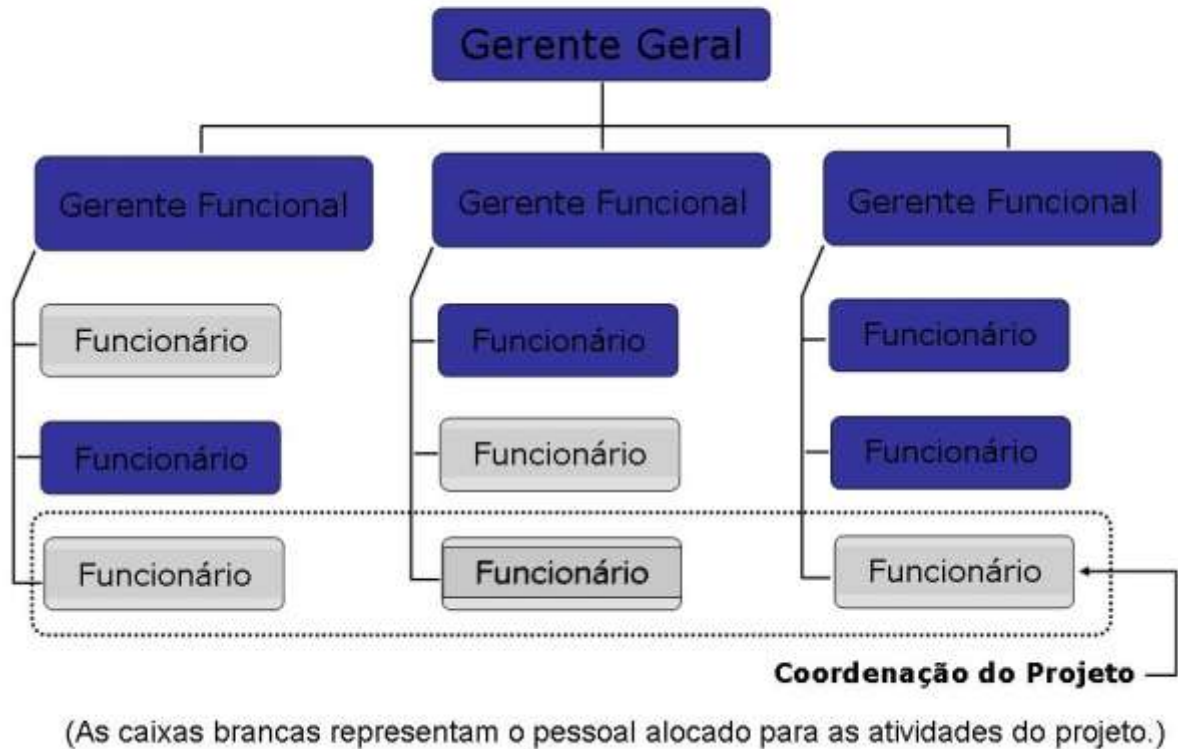 Gerente Geral
Gerente Funcional
Gerente Funcional
Gerente Funcional
Funcionário
Funcionário
Funcionário
Funcionário
Funcionário
Funcionário
Funcionário
Funcionário
Funcionário
Coordenação do Projeto
(As caixas brancas representam o pessoal alocado para as atividades do projeto.)